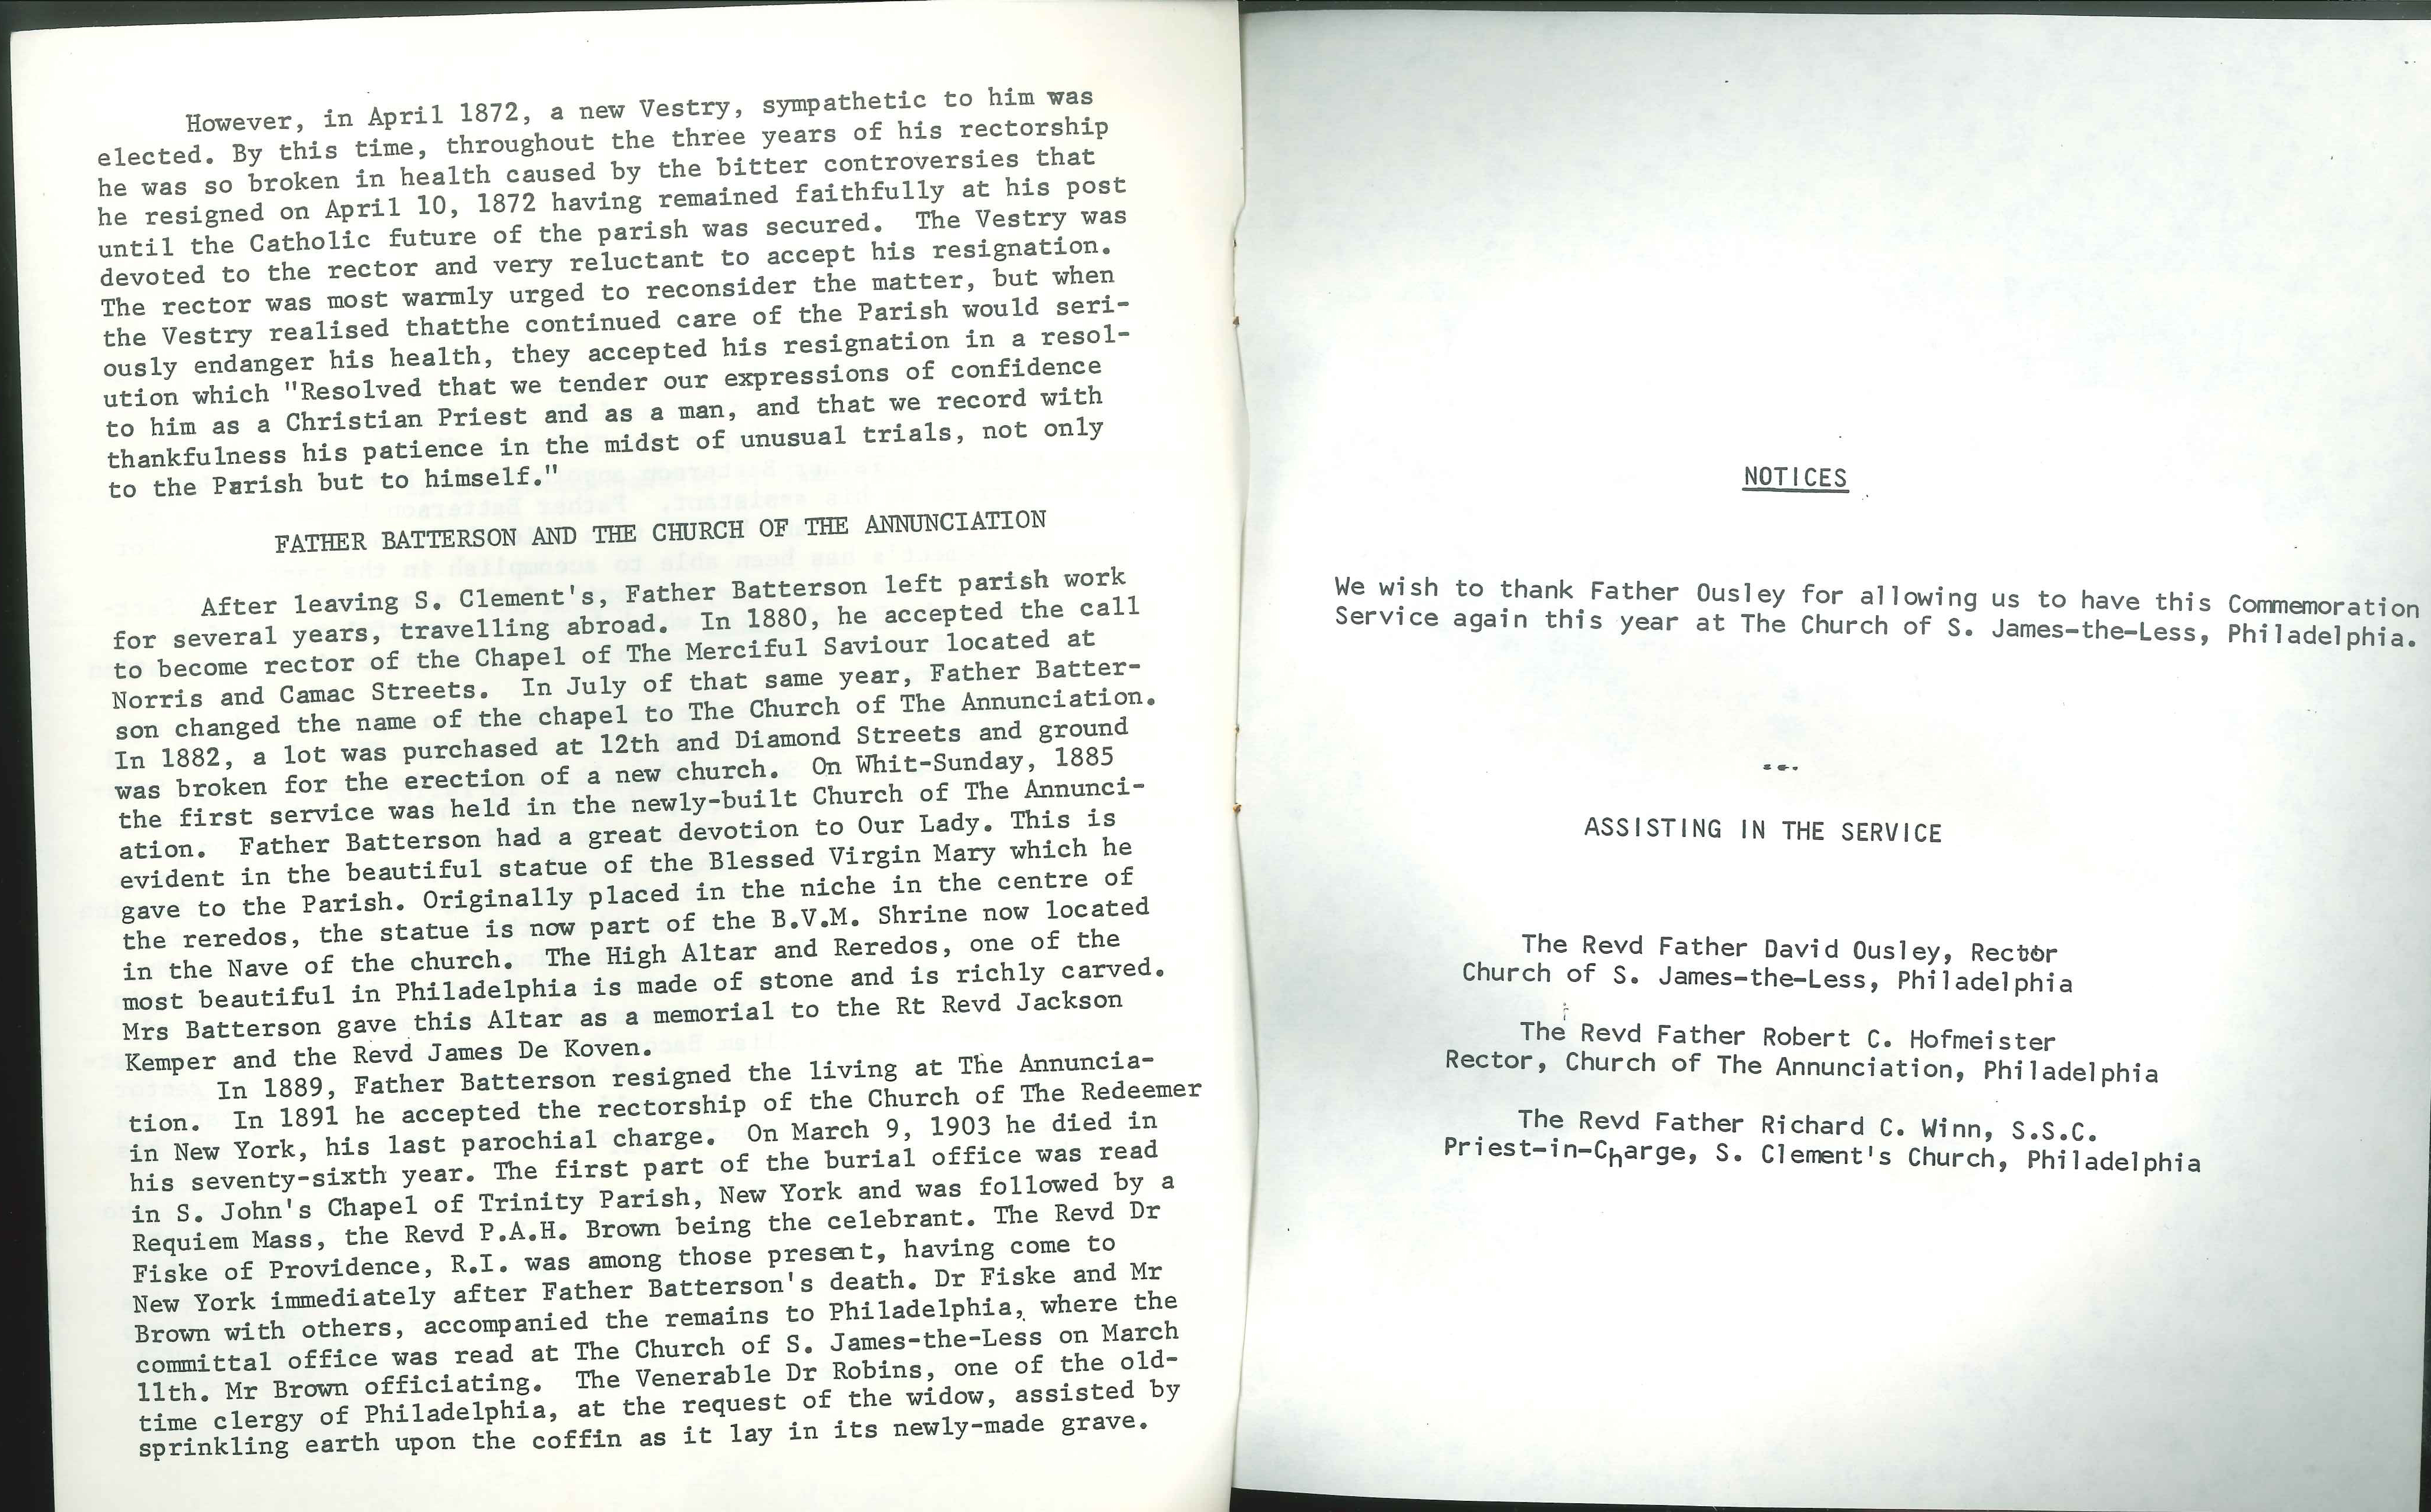 However, in April 1872, a new Vestry, sympathetic to him was
elected. By this time, throughout the three years of his rectorship
he was so broken in health caused by the bitter controversies that
he resigned on April 10, 1872 having remained faithfully at his post
until the Catholic future of the parish was secured. The Vestry was
devoted to the rector and very reluctant to accept his resignation.
The rector was most warmly urged to reconsider the matter, but when
the Vestry realised thatthe continued care of the Parish would seri-
ously endanger his health, they accepted his resignation in a resol-
ution which "Resolved that we tender our expressions of confidence
to him as a Christian Priest and as a man, and that we record with
thankfulness his patience in the midst of unusual trials, not only
to the Parish but to himself."
FATHER BATTERSON AND THE CHURCH OF THE ANNUNCIATION
After leaving S. Clement's, Father Batterson left parish work
for several years, travelling abroad. In 1880, he accepted the call
to become rector of the Chapel of The Merciful Saviour located at
Norris and Camac Streets. In July of that same year, Father Batter-
son changed the name of the chapel to The Church of The Annunciation.
In 1882, a lot was purchased at 12th and Diamond Streets and ground
was broken for the erection of a new church. On Whit-Sunday, 1885
the first service was held in the newly-built Church of The Annunci-
ation. Father Batterson had a great devotion to Our Lady. This is
evident in the beautiful statue of the Blessed Virgin Mary which he
gave to the Parish. Originally placed in the niche in the centre of
the reredos, the statue is now part of the B.V.M. Shrine now located
in the Nave of the church. The High Altar and Reredos, one of the
most beautiful in Philadelphia is made of stone and is richly carved.
Mrs Batterson gave this Altar as a memorial to the Rt Revd Jackson
Kemper and the Revd James De Koven.
In 1889, Father Batterson resigned the living at The Annuncia-
tion. In 1891 he accepted the rectorship of the Church of The Redeemer
in New York, his last parochial charge. On March 9, 1903 he died in
his seventy-sixth year. The first part of the burial office was read
in S. John's Chapel of Trinity Parish, New York and was followed by a
Requiem Mass, the Revd P.A.H. Brown being the celebrant. The Revd Dr
Fiske of Providence, R.I. was among those present, having come to
New York immediately after Father Batterson's death. Dr Fiske and Mr
Brown with others, accompanied the remains to Philadelphia, where the
committal office was read at The Church of S. James-the-Less on March
11th. Mr Brown officiating. The Venerable Dr Robins, one of the old-
time clergy of Philadelphia, at the request of the widow, assisted by
sprinkling earth upon the coffin as it lay in its newly-made grave.
NOTICES
We wish to thank Father Ousley for allowing us to have this Commemoration
Service again this year at The Church of S. James-the-Less, Philadelphia.
ASSISTING IN THE SERVICE
The Revd Father David Ousley, Rector
Church of S. James-the-Less, Philadelphia
The Revd Father Robert C. Hofmeister
Rector, Church of The Annunciation, Philadelphia
The Revd Father Richard C. Winn, S.S.C.
Priest-in-Charge, S. Clement's Church, Philadelphia